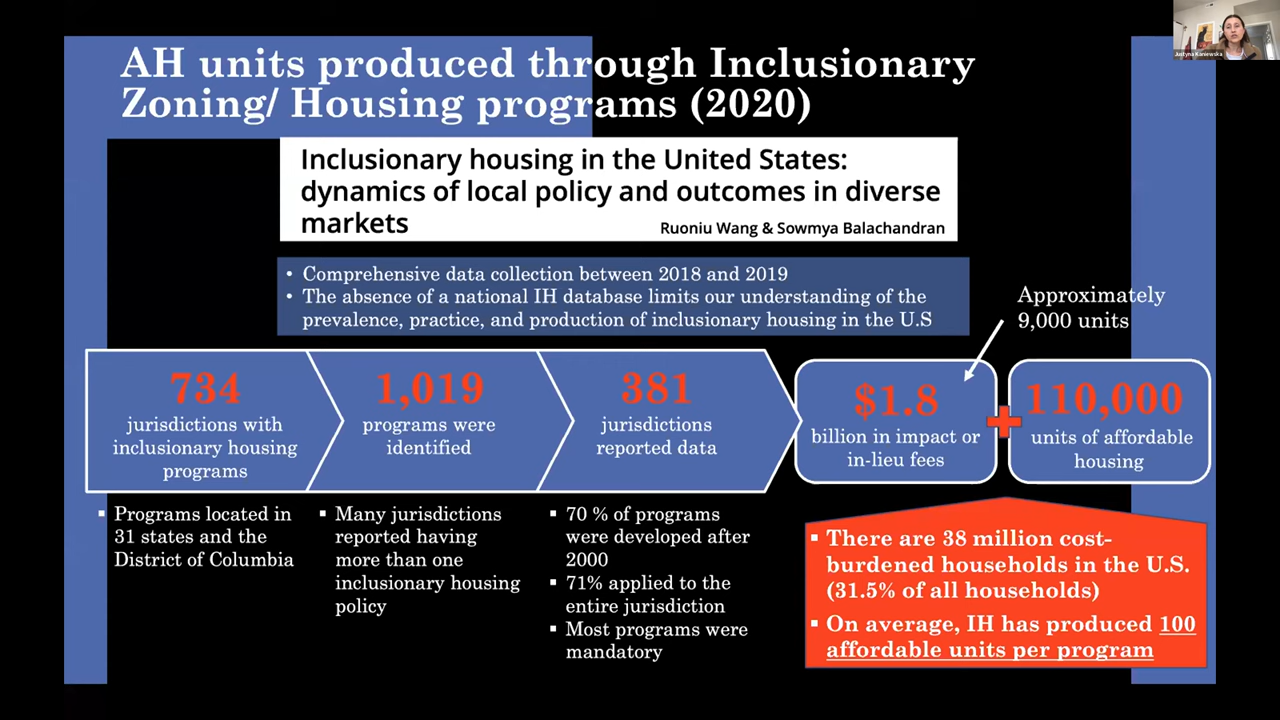 AH units produced through Inclusionary
Zoning/ Housing programs (2020)
Justyna Kaniewska
Inclusionary housing in the United States:
dynamics of local policy and outcomes in diverse
markets
Ruoniu Wang & Sowmya Balachandran
• Comprehensive data collection between 2018 and 2019
• The absence of a national IH database limits our understanding of the
prevalence, practice, and production of inclusionary housing in the U.S
Approximately
9,000 units
734
jurisdictions with
inclusionary housing
programs
1,019
programs were
identified
381
jurisdictions
reported data
$1.8
billion in impact or
in-lieu fees
110,000
units of affordable
housing
▪ Programs located in
31 states and the
District of Columbia
▪ Many jurisdictions
reported having
more than one
inclusionary housing
policy
▪ 70 % of programs
were developed after
2000
▪ 71% applied to the
entire jurisdiction
▪ Most programs were
mandatory
▪ There are 38 million cost-
burdened households in the U.S.
(31.5% of all households)
▪ On average, IH has produced 100
affordable units per program